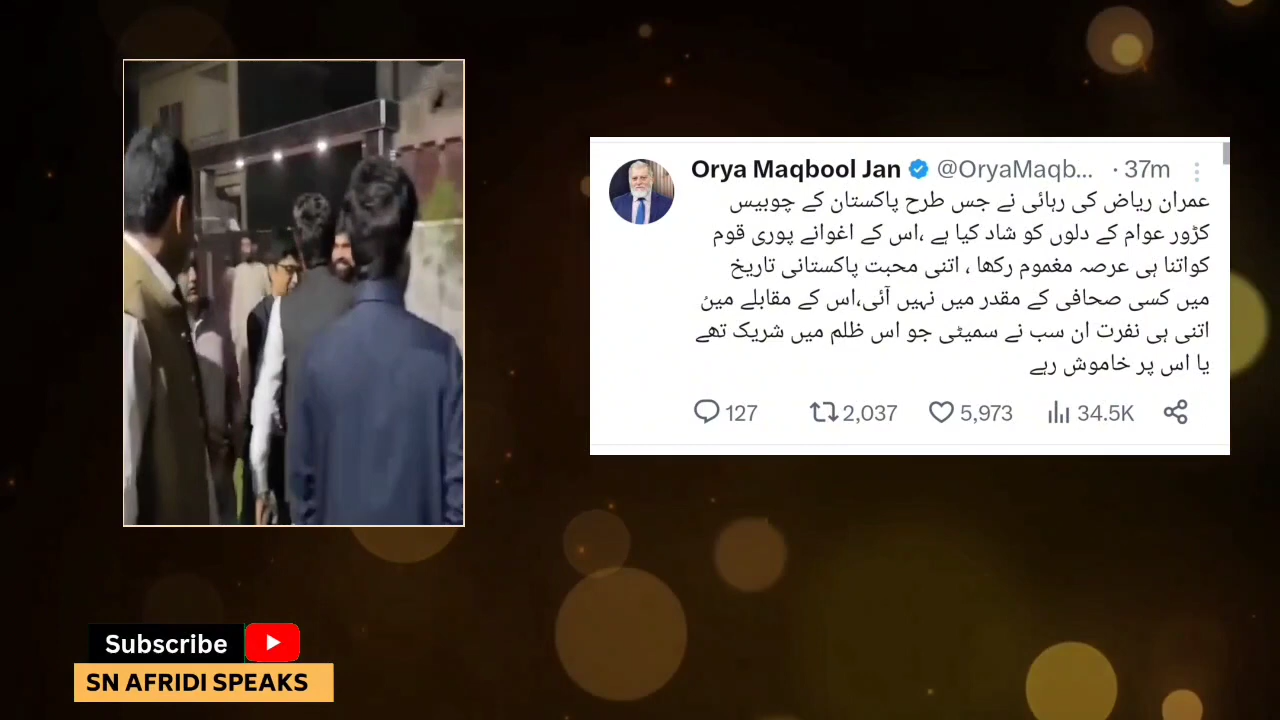 Orya Maqbool Jan @OryaMaqb... · 37m
عمران ریاض کی رہائی نے جس طرح پاکستان کے چوبیس
کڑور عوام کے دلوں کو شاد کیا ہے ،اس کے اغوانے پوری قوم
کواتنا ہی عرصہ مغموم رکھا ، اتنی محبت پاکستانی تاریخ
میں کسی صحافی کے مقدر میں نہیں آئی،اس کے مقابلے مینُ
اتنی ہی نفرت ان سب نے سمیٹی جو اس ظلم میں شریک تھے
یا اس پر خاموش رہے
127 2,037 5,973 34.5K
Subscribe
SN AFRIDI SPEAKS